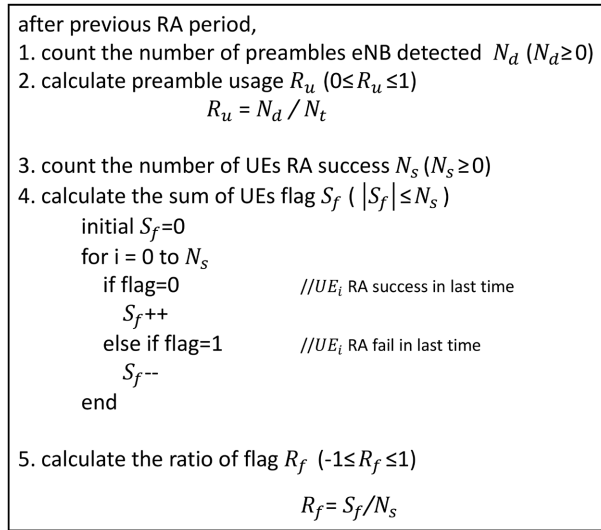 after previous RA period,
1. count the number of preambles eNB detected N_d (N_d≥0)
2. calculate preamble usage R_u (0≤R_u≤1)
R_u = N_d / N_t
3. count the number of UEs RA success N_s (N_s≥0)
4. calculate the sum of UEs flag S_f ( |S_f|≤N_s )
initial S_f=0
for i = 0 to N_s
if flag=0 //UE_i RA success in last time
S_f++
else if flag=1 //UE_i RA fail in last time
S_f--
end
5. calculate the ratio of flag R_f (-1≤R_f≤1)
R_f = S_f/N_s